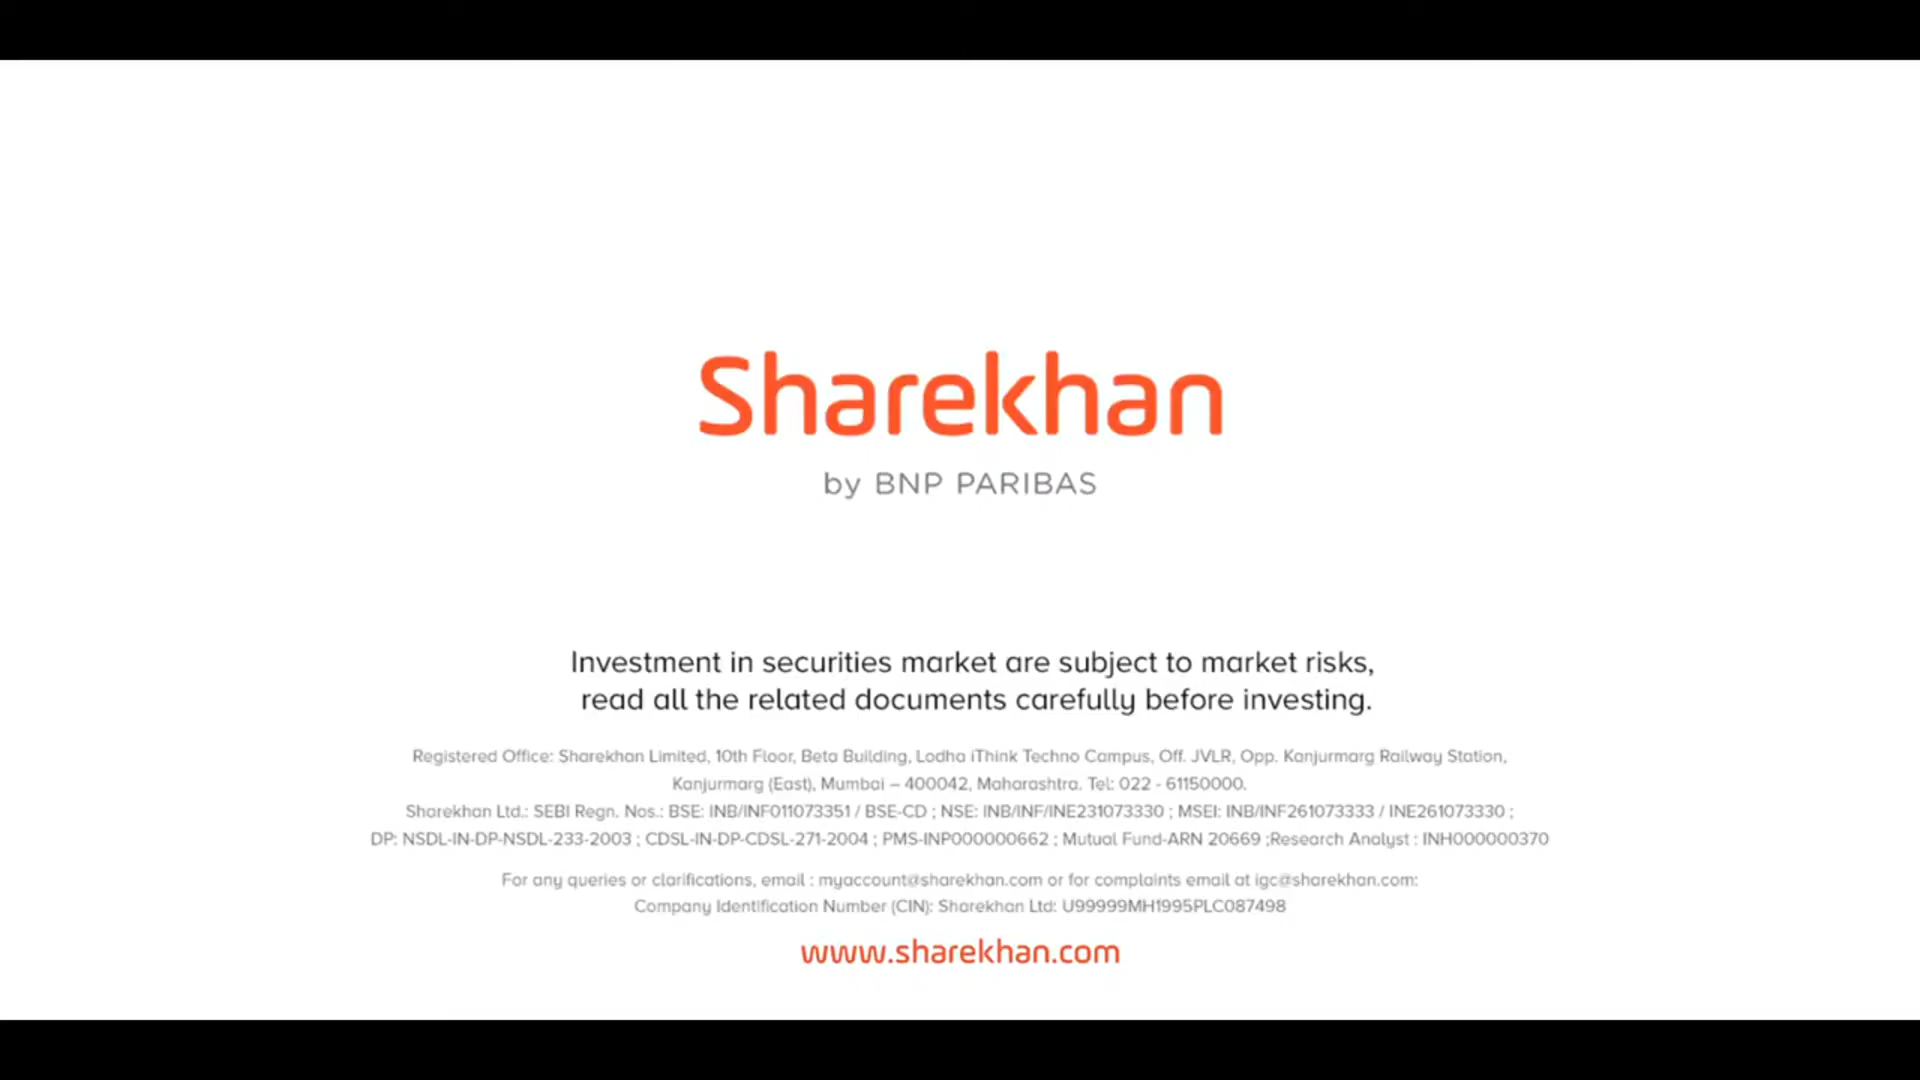 Sharekhan
by BNP PARIBAS
Investment in securities market are subject to market risks,
read all the related documents carefully before investing.
Registered Office: Sharekhan Limited, 10th Floor, Beta Building, Lodha iThink Techno Campus, Off. JVLR, Opp. Kanjurmarg Railway Station,
Kanjurmarg (East), Mumbai – 400042, Maharashtra. Tel: 022 - 61150000.
Sharekhan Ltd.: SEBI Regn. Nos.: BSE: INB/INF011073351 / BSE-CD ; NSE: INB/INF/INE231073330 ; MSEI: INB/INF261073333 / INE261073330 ;
DP: NSDL-IN-DP-NSDL-233-2003 ; CDSL-IN-DP-CDSL-271-2004 ; PMS-INP000000662 ; Mutual Fund-ARN 20669 ;Research Analyst : INH000000370
For any queries or clarifications, email : myaccount@sharekhan.com or for complaints email at igc@sharekhan.com:
Company Identification Number (CIN): Sharekhan Ltd: U99999MH1995PLC087498
www.sharekhan.com